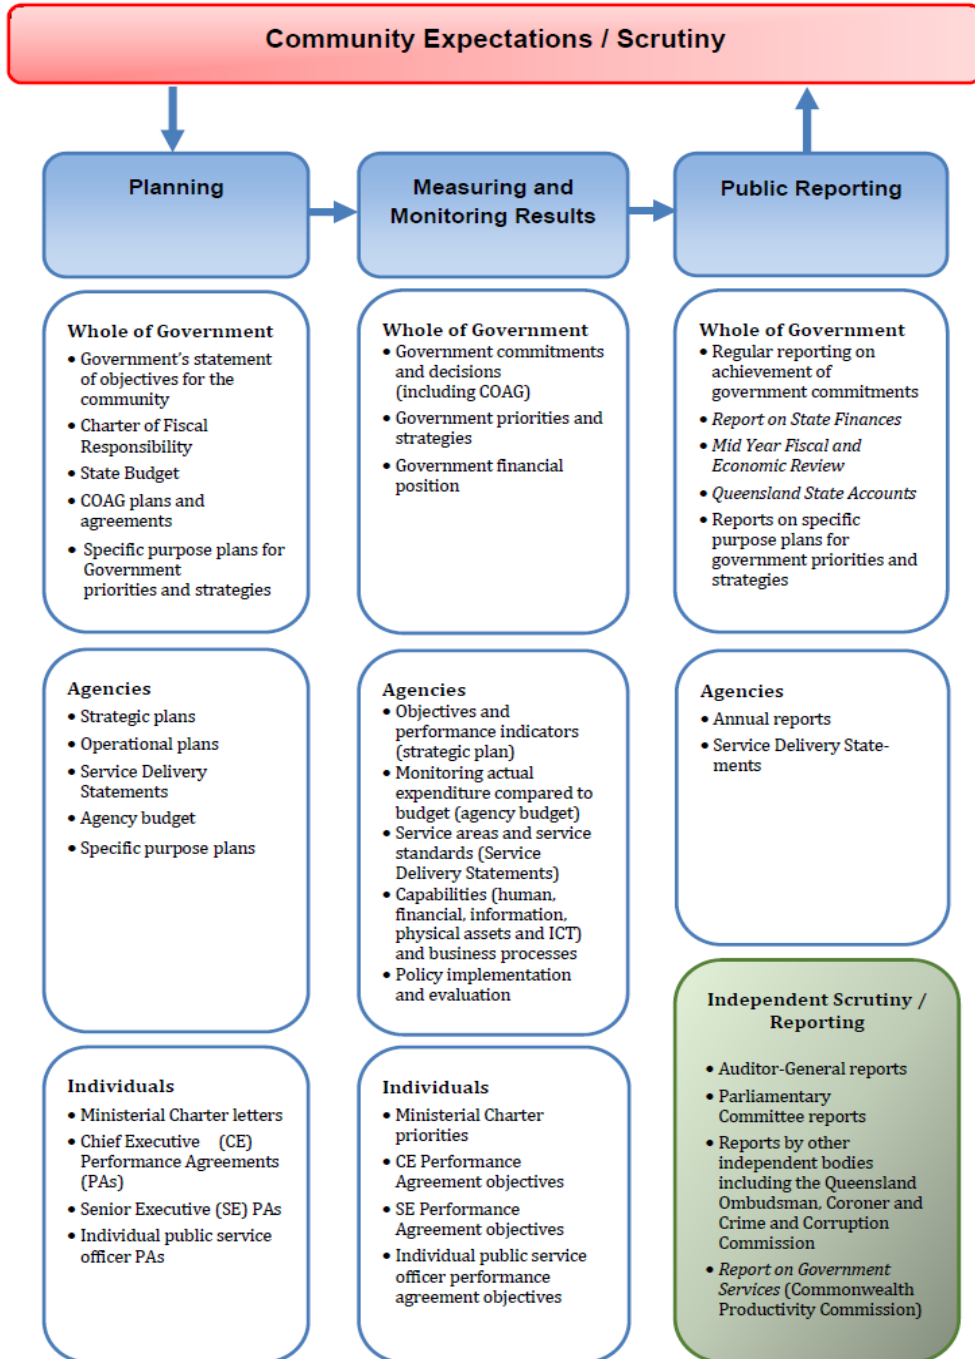 Community Expectations / Scrutiny
Planning
Measuring and
Monitoring Results
Public Reporting
Whole of Government
• Government's statement
of objectives for the
community
• Charter of Fiscal
Responsibility
• State Budget
• COAG plans and
agreements
• Specific purpose plans for
Government
priorities and strategies
Whole of Government
• Government commitments
and decisions
(including COAG)
• Government priorities and
strategies
• Government financial
position
Whole of Government
• Regular reporting on
achievement of
government commitments
• Report on State Finances
• Mid Year Fiscal and
Economic Review
• Queensland State Accounts
• Reports on specific
purpose plans for
government priorities and
strategies
Agencies
• Strategic plans
• Operational plans
• Service Delivery
Statements
• Agency budget
• Specific purpose plans
Agencies
• Objectives and
performance indicators
(strategic plan)
• Monitoring actual
expenditure compared to
budget (agency budget)
• Service areas and service
standards (Service
Delivery Statements)
• Capabilities (human,
financial, information,
physical assets and ICT)
and business processes
• Policy implementation
and evaluation
Agencies
• Annual reports
• Service Delivery State-
ments
Individuals
• Ministerial Charter letters
• Chief Executive (CE)
Performance Agreements
(PAs)
• Senior Executive (SE) PAs
• Individual public service
officer PAs
Individuals
• Ministerial Charter
priorities
• CE Performance
Agreement objectives
• SE Performance
Agreement objectives
• Individual public service
officer performance
agreement objectives
Independent Scrutiny /
Reporting
• Auditor-General reports
• Parliamentary
Committee reports
• Reports by other
independent bodies
including the Queensland
Ombudsman, Coroner and
Crime and Corruption
Commission
• Report on Government
Services (Commonwealth
Productivity Commission)